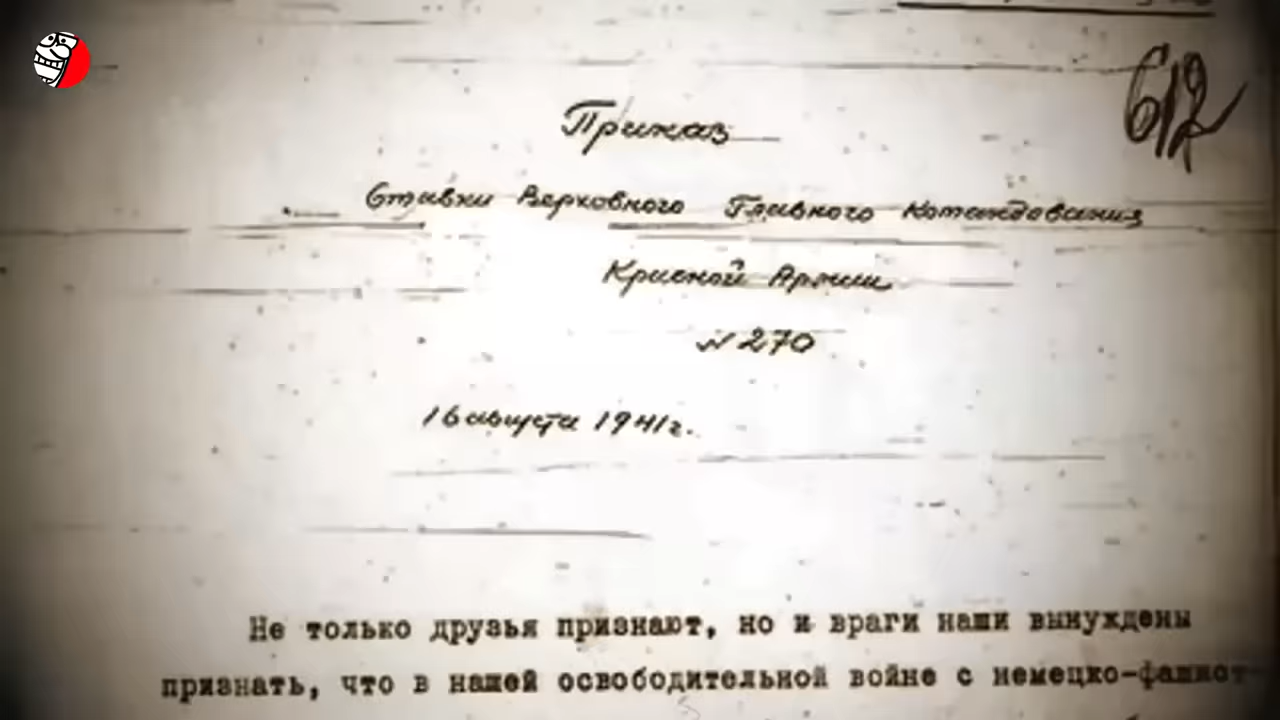 612
Приказ
Ставки Верховного Главного Командования
Красной Армии
№ 270
16 августа 1941 г.
Не только друзья признают, но и враги наши вынуждены
признать, что в нашей освободительной войне с немецко-фашист-